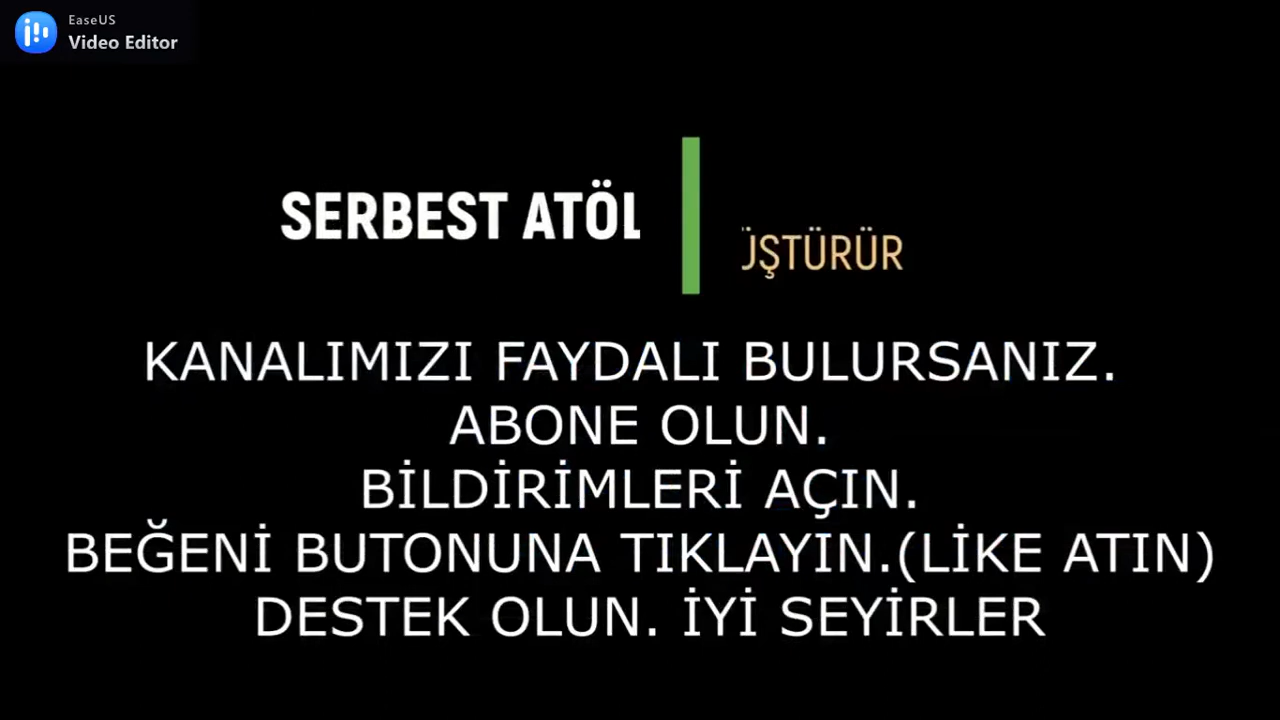 EaseUS
Video Editor
SERBEST ATÖL
ÜŞTÜRÜR
KANALIMIZI FAYDALI BULURSANIZ.
ABONE OLUN.
BİLDİRİMLERİ AÇIN.
BEĞENİ BUTONUNA TIKLAYIN.(LİKE ATIN)
DESTEK OLUN. İYİ SEYİRLER